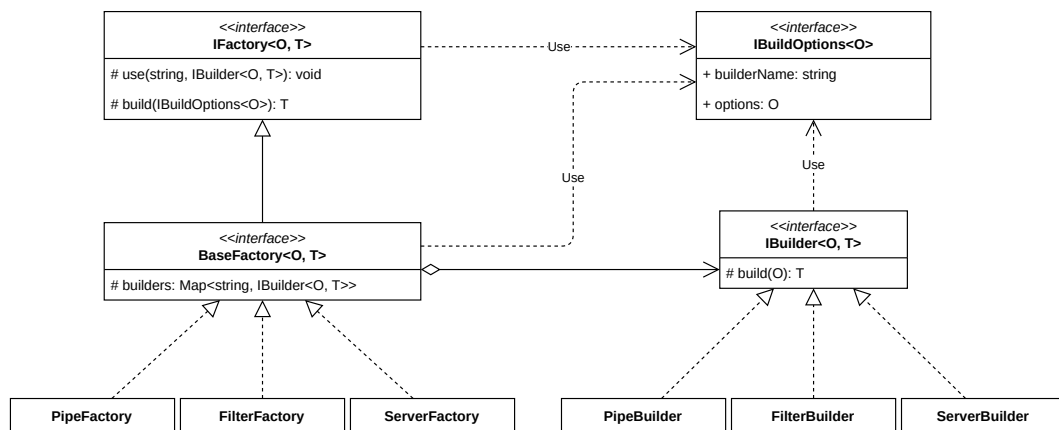 <<interface>>
IFactory<O, T>
# use(string, IBuilder<O, T>): void
# build(IBuildOptions<O>): T
Use
<<interface>>
IBuildOptions<O>
+ builderName: string
+ options: O
Use
Use
<<interface>>
BaseFactory<O, T>
# builders: Map<string, IBuilder<O, T>>
<<interface>>
IBuilder<O, T>
# build(O): T
PipeFactory
FilterFactory
ServerFactory
PipeBuilder
FilterBuilder
ServerBuilder